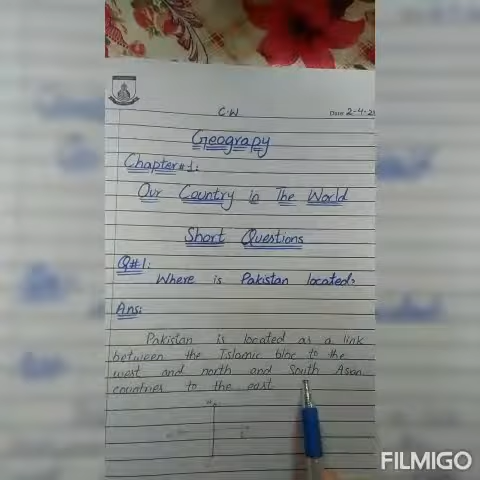 C.W
Date 2-4-2
Geograpy
Chapter#1:
Our Country in The World
Short Questions
Q#1:
Where is Pakistan located?
Ans:
Pakistan is located as a link
between the Islamic bloc to the
west and north and South Asian
countries to the east
FILMIGO